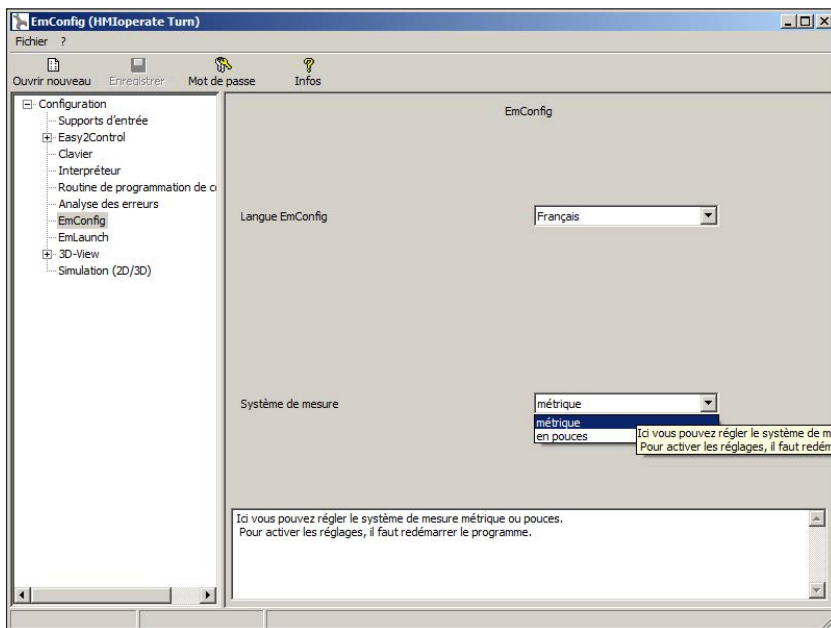 EmConfig (HMIoperate Turn)
Fichier ?
Ouvrir nouveau Enregistrer Mot de passe Infos
Configuration
Supports d'entrée
Easy2Control
Clavier
Interpréteur
Routine de programmation de c
Analyse des erreurs
EmConfig
EmLaunch
3D-View
Simulation (2D/3D)
EmConfig
Langue EmConfig Français
Système de mesure métrique
métrique
en pouces
Ici vous pouvez régler le système de m
Pour activer les réglages, il faut redém
Ici vous pouvez régler le système de mesure métrique ou pouces.
Pour activer les réglages, il faut redémarrer le programme.